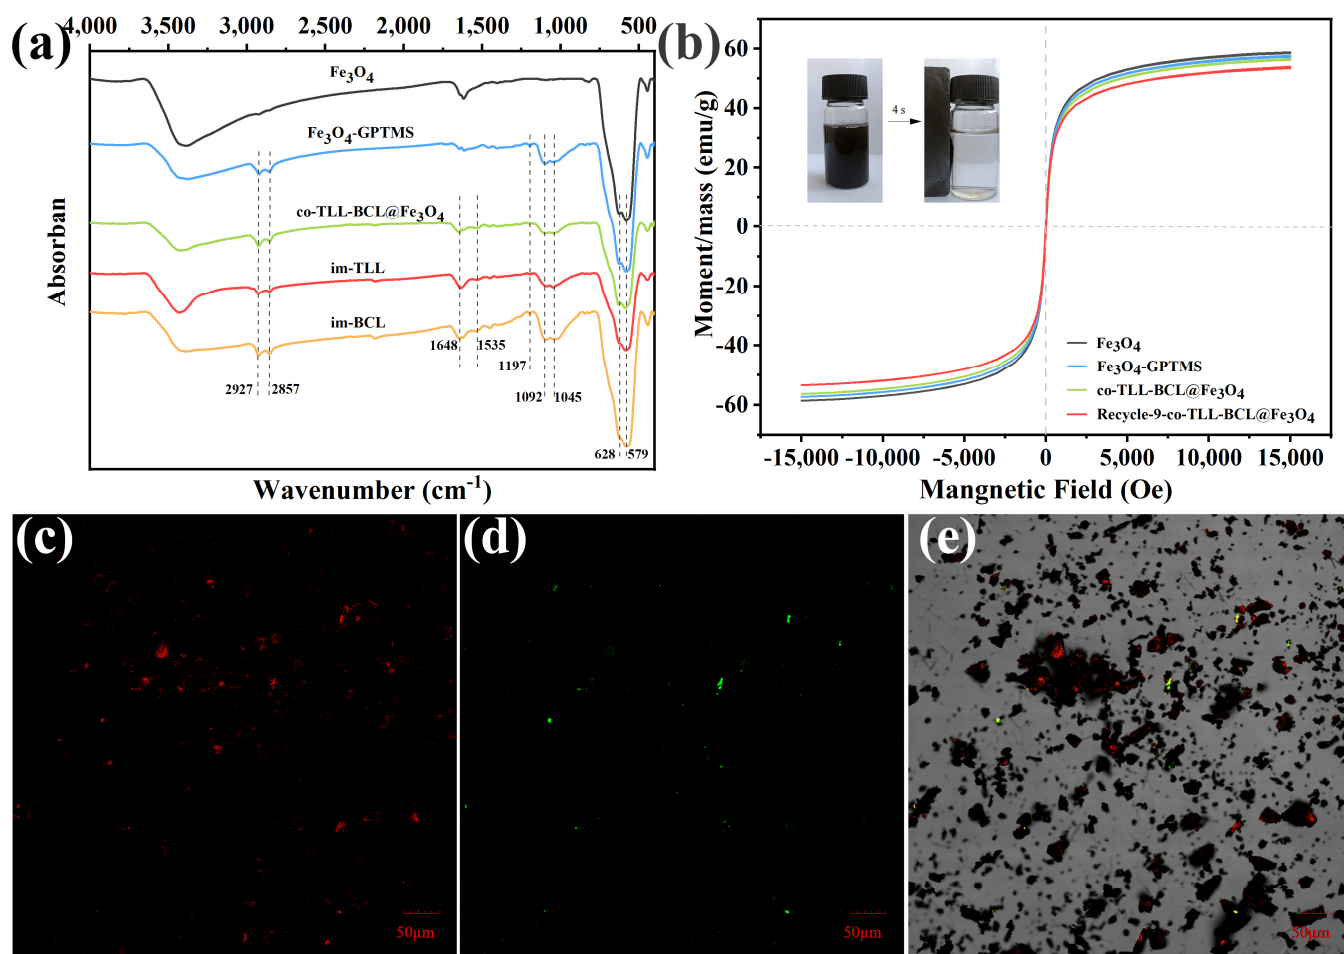 (a)
4,000 3,500 3,000 2,500 2,000 1,500 1,000 500
Fe₃O₄
Fe₃O₄-GPTMS
co-TLL-BCL@Fe₃O₄
im-TLL
im-BCL
1648 1535
1197
2927 2857
1092 1045
628 579
Absorban
Wavenumber (cm⁻¹)
(b)
60
40
20
0
-20
-40
-60
Moment/mass (emu/g)
4 s
Fe₃O₄
Fe₃O₄-GPTMS
co-TLL-BCL@Fe₃O₄
Recycle-9-co-TLL-BCL@Fe₃O₄
-15,000 -10,000 -5,000 0 5,000 10,000 15,000
Mangnetic Field (Oe)
(c)
50µm
(d)
50µm
(e)
50µm